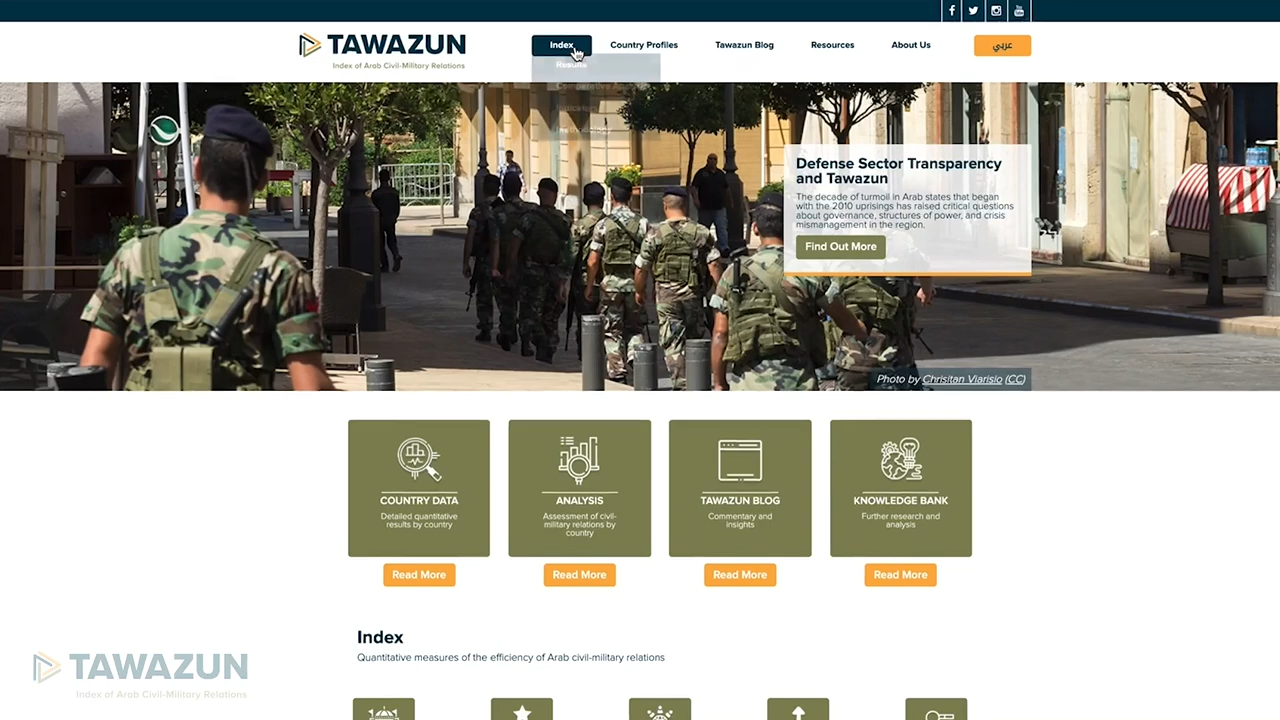 TAWAZUN
Index of Arab Civil-Military Relations
Index
Country Profiles
Tawazun Blog
Resources
About Us
عربي
Results
Defense Sector Transparency
and Tawazun
The decade of turmoil in Arab states that began
with the 2010 uprisings has raised critical questions
about governance, structures of power, and crisis
mismanagement in the region.
Find Out More
Photo by Chrisitan Viarisio (CC)
COUNTRY DATA
Detailed quantitative
results by country
Read More
ANALYSIS
Assessment of civil-
military relations by
country
Read More
TAWAZUN BLOG
Commentary and
insights
Read More
KNOWLEDGE BANK
Further research and
analysis
Read More
Index
Quantitative measures of the efficiency of Arab civil-military relations
TAWAZUN
Index of Arab Civil-Military Relations